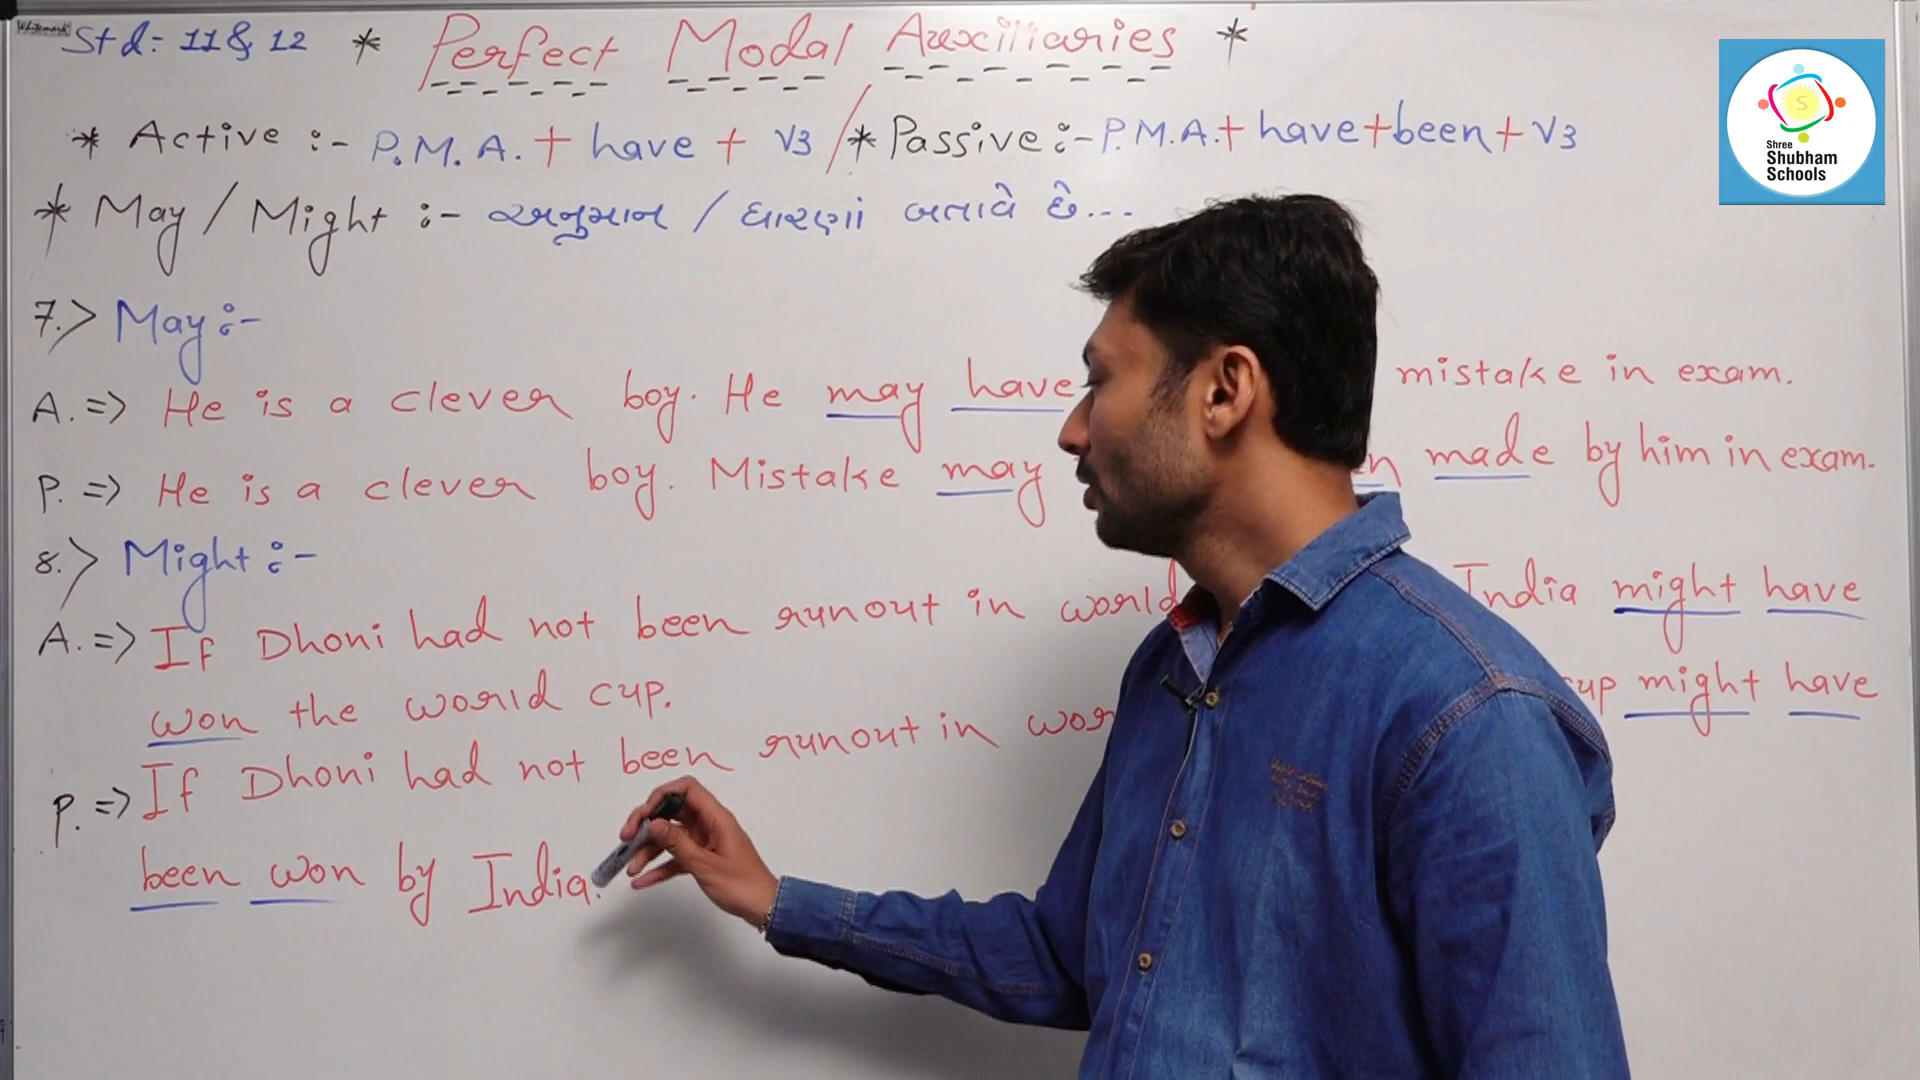 Whitemark
Std:- 11 & 12 * Perfect Modal Auxiliaries *
* Active :- P.M.A. + have + V3 / * Passive :- P.M.A. + have + been + V3
* May / Might :- અનુમાન / ધારણાં બતાવે છે...
7.> May :-
A. => He is a clever boy. He may have mistake in exam.
P. => He is a clever boy. Mistake may made by him in exam.
8.> Might :-
A. => If Dhoni had not been runout in world India might have
won the world cup.
P. => If Dhoni had not been runout in cup might have
been won by India.
S
Shree
Shubham
Schools